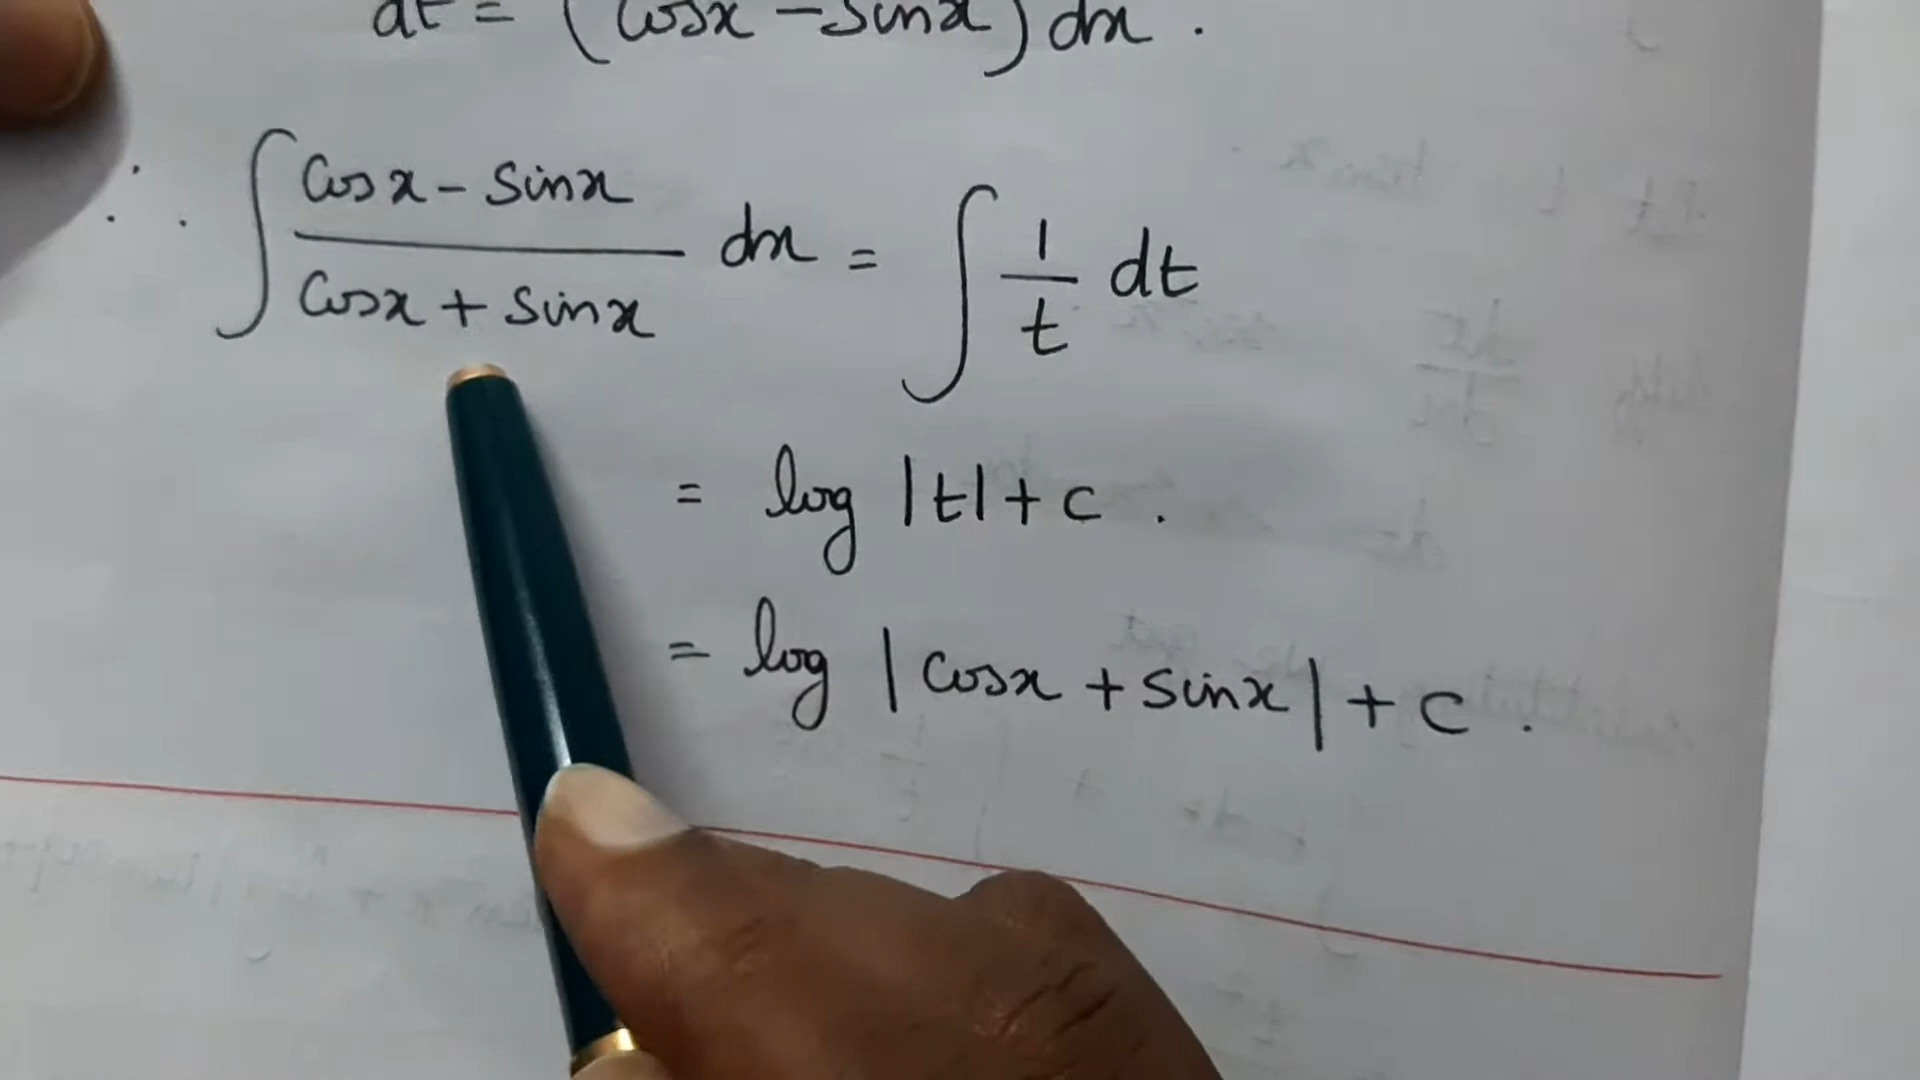 dt = (cosx - sinx) dx .
∴ ∫ (cosx - sinx)/(cosx + sinx) dx = ∫ 1/t dt
= log |t| + c .
= log | cosx + sinx | + c .